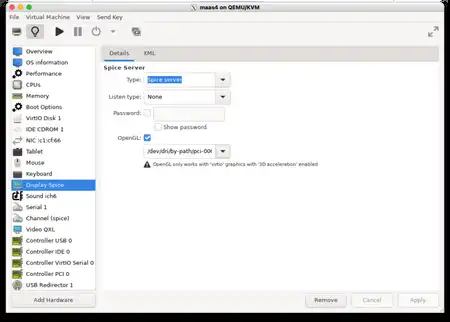 maas4 on QEMU/KVM
File Virtual Machine View Send Key
Overview
OS information
Performance
CPUs
Memory
Boot Options
VirtIO Disk 1
IDE CDROM 1
NIC :c1:cf:66
Tablet
Mouse
Keyboard
Display Spice
Sound ich6
Serial 1
Channel (spice)
Video QXL
Controller USB 0
Controller IDE 0
Controller VirtIO Serial 0
Controller PCI 0
USB Redirector 1
Add Hardware
Details XML
Spice Server
Type: Spice server
Listen type: None
Password:
Show password
OpenGL:
/dev/dri/by-path/pci-00
OpenGL only works with 'virtio' graphics with '3D acceleration' enabled
Remove Cancel Apply